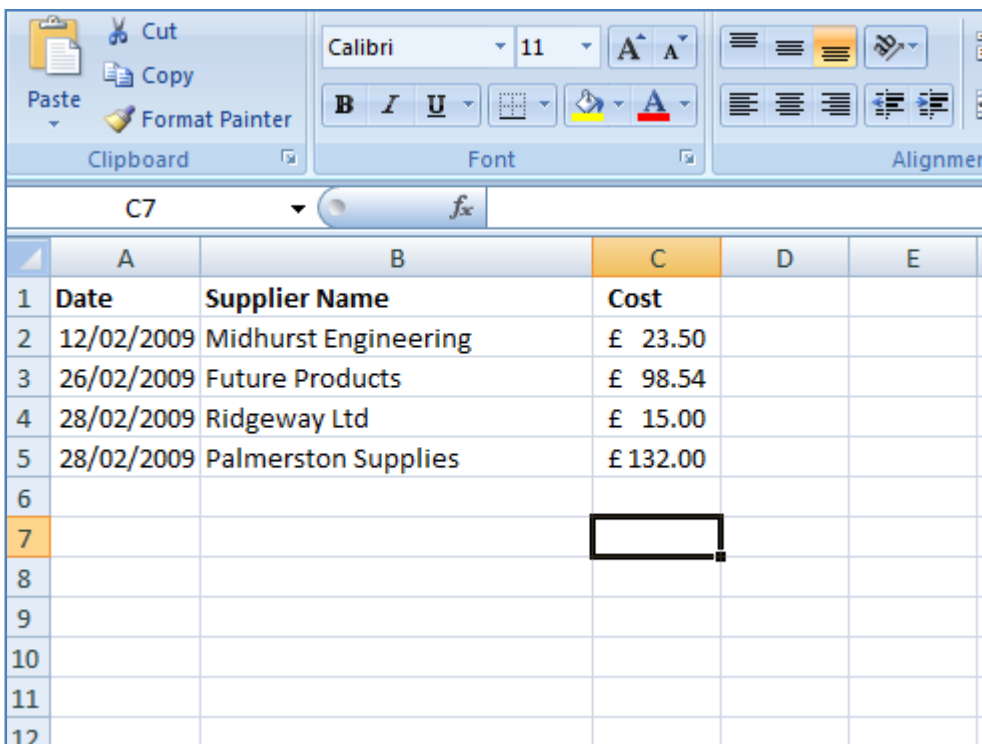 Cut
Copy
Paste
Format Painter
Clipboard
Calibri 11 A A
B I U A
Font
C7 fx
A B C D E
1 Date Supplier Name Cost
2 12/02/2009 Midhurst Engineering £ 23.50
3 26/02/2009 Future Products £ 98.54
4 28/02/2009 Ridgeway Ltd £ 15.00
5 28/02/2009 Palmerston Supplies £ 132.00
6
7
8
9
10
11
12